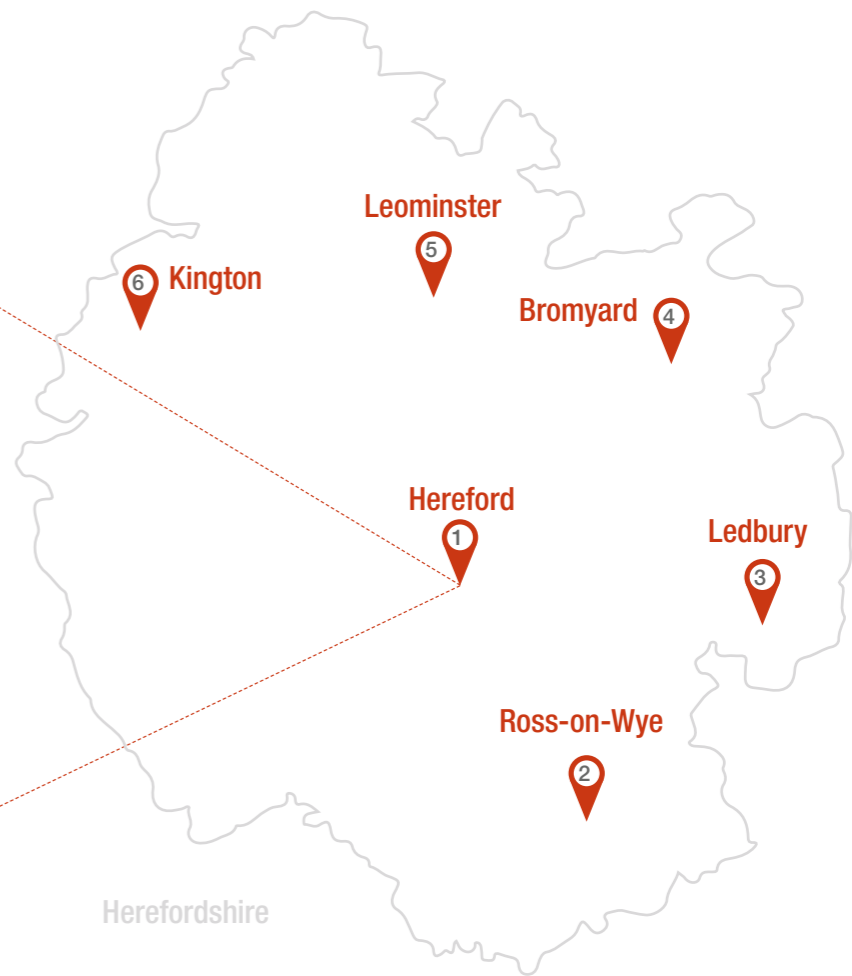 Leominster
5
6 Kington
Bromyard 4
Hereford
1
Ledbury
3
Ross-on-Wye
2
Herefordshire